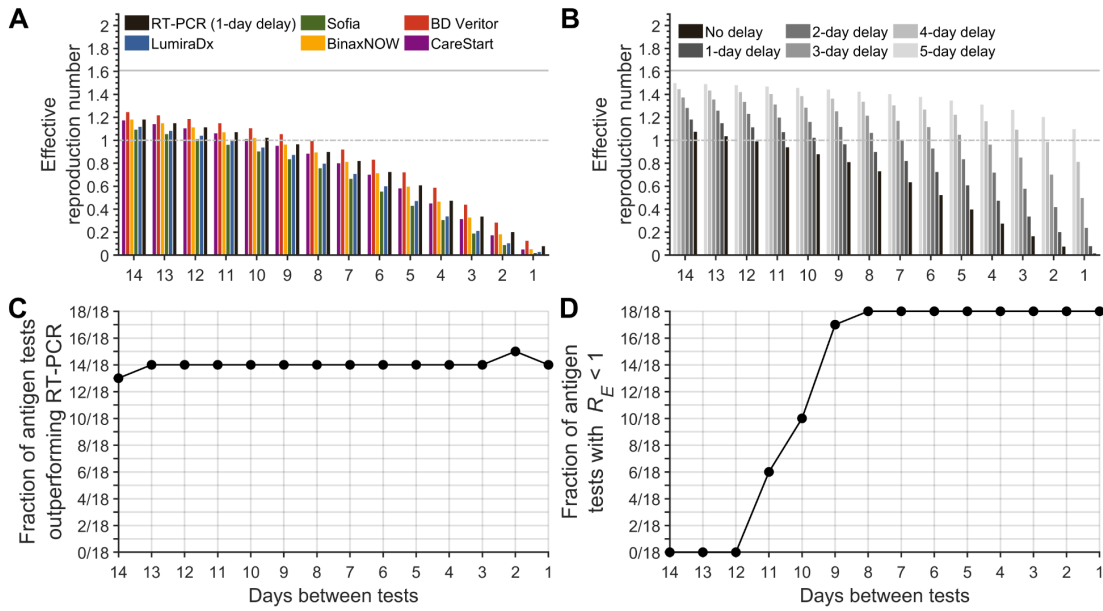 A
RT-PCR (1-day delay)
Sofia
BD Veritor
LumiraDx
BinaxNOW
CareStart
Effective
reproduction number
2
1.8
1.6
1.4
1.2
1
0.8
0.6
0.4
0.2
0
14 13 12 11 10 9 8 7 6 5 4 3 2 1
B
No delay
2-day delay
4-day delay
1-day delay
3-day delay
5-day delay
Effective
reproduction number
2
1.8
1.6
1.4
1.2
1
0.8
0.6
0.4
0.2
0
14 13 12 11 10 9 8 7 6 5 4 3 2 1
C
Fraction of antigen tests
outperforming RT-PCR
18/18
16/18
14/18
12/18
10/18
8/18
6/18
4/18
2/18
0/18
14 13 12 11 10 9 8 7 6 5 4 3 2 1
Days between tests
D
Fraction of antigen
tests with R_E < 1
18/18
16/18
14/18
12/18
10/18
8/18
6/18
4/18
2/18
0/18
14 13 12 11 10 9 8 7 6 5 4 3 2 1
Days between tests